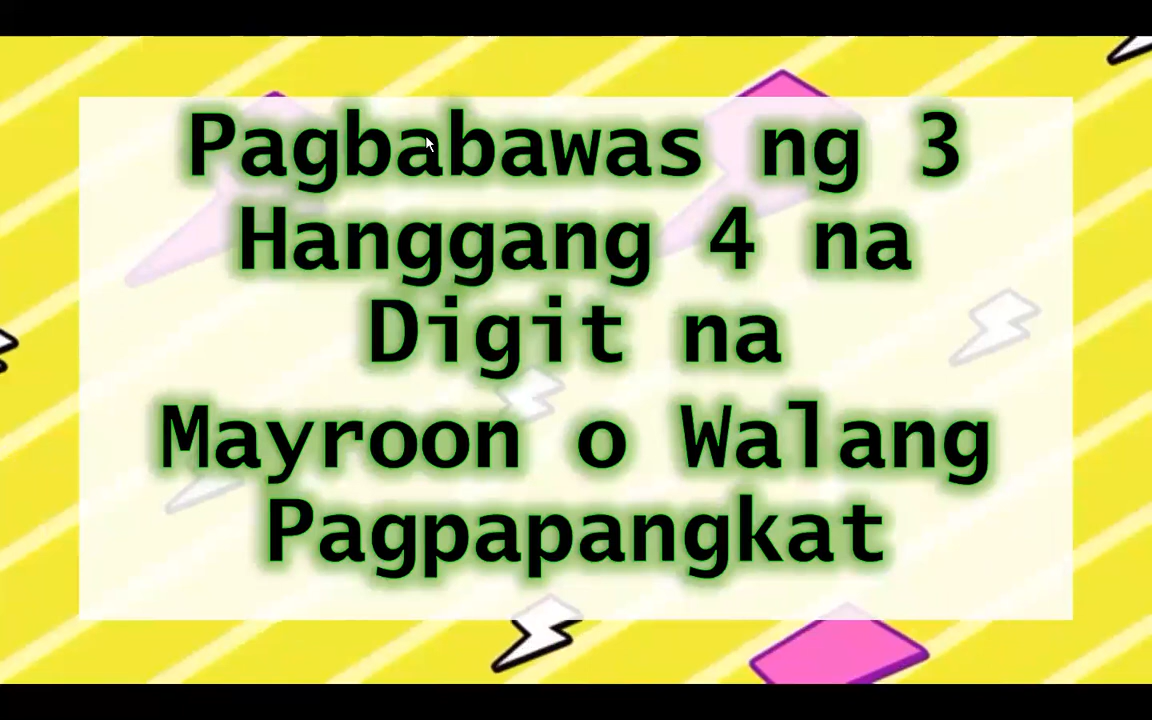 Pagbabawas ng 3
Hanggang 4 na
Digit na
Mayroon o Walang
Pagpapangkat